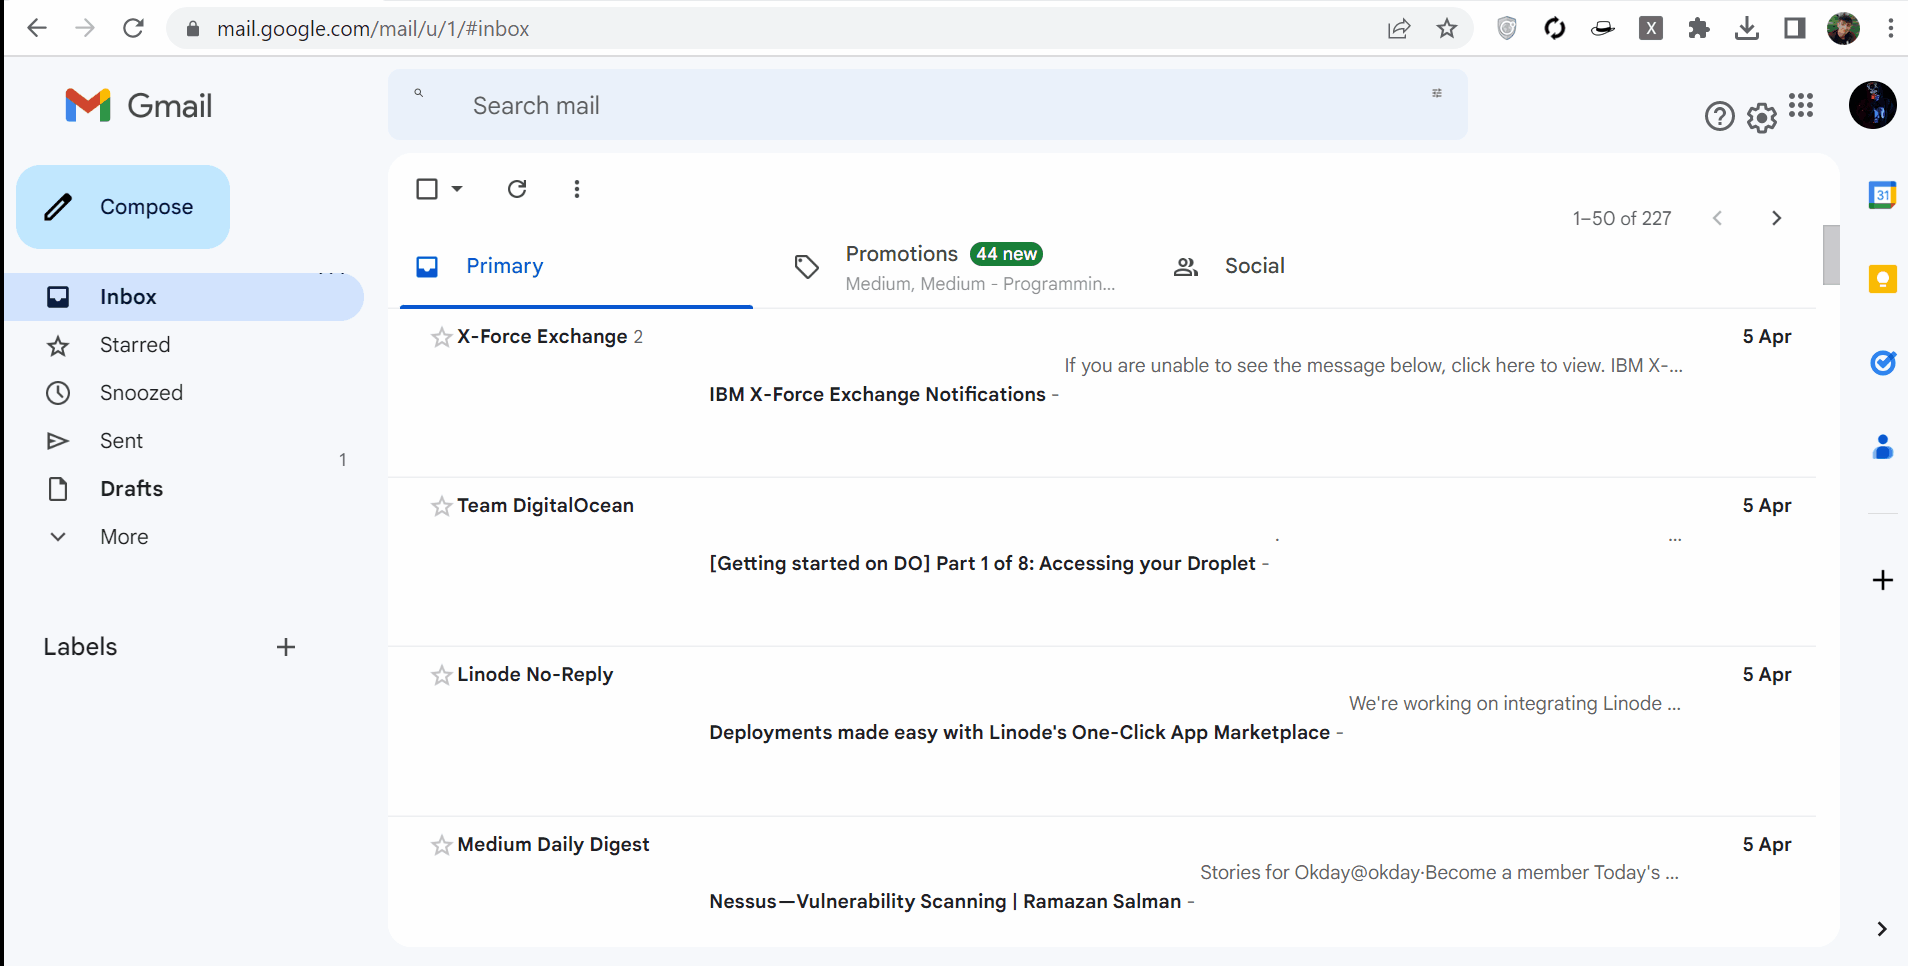 mail.google.com/mail/u/1/#inbox
X
Gmail
Search mail
Compose
Inbox
Starred
Snoozed
Sent
1
Drafts
More
Labels
1–50 of 227
31
Primary
Promotions 44 new
Medium, Medium - Programmin...
Social
X-Force Exchange 2
5 Apr
If you are unable to see the message below, click here to view. IBM X-...
IBM X-Force Exchange Notifications -
Team DigitalOcean
5 Apr
. ...
[Getting started on DO] Part 1 of 8: Accessing your Droplet -
Linode No-Reply
5 Apr
We're working on integrating Linode ...
Deployments made easy with Linode's One-Click App Marketplace -
Medium Daily Digest
5 Apr
Stories for Okday@okday·Become a member Today's ...
Nessus — Vulnerability Scanning | Ramazan Salman -